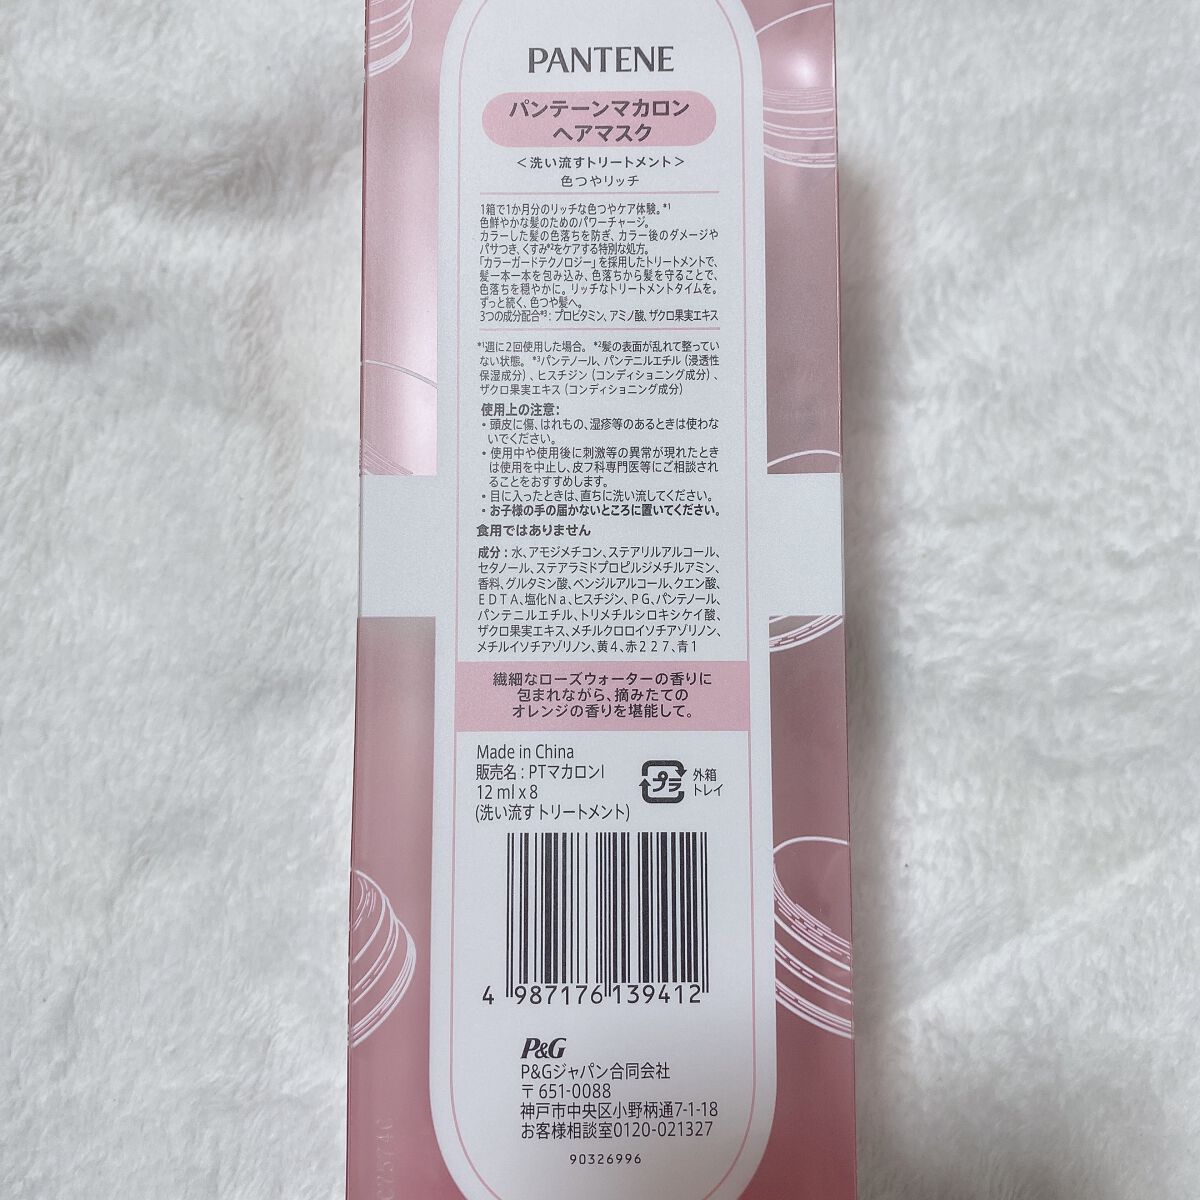 PANTENE
パンテーンマカロン
ヘアマスク
＜洗い流すトリートメント＞
色つやリッチ
1箱で1か月分のリッチな色つやケア体験。*1
色鮮やかな髪のためのパワーチャージ。
カラーした髪の色落ちを防ぎ、カラー後のダメージや
パサつき、くすみ*2をケアする特別な処方。
「カラーガードテクノロジー」を採用したトリートメントで、
髪一本一本を包み込み、色落ちから髪を守ることで、
色落ちを穏やかに。リッチなトリートメントタイムを。
ずっと続く、色つや髪へ。
3つの成分配合*3：プロビタミン、アミノ酸、ザクロ果実エキス
*1週に2回使用した場合。 *2髪の表面が乱れて整ってい
ない状態。 *3パンテノール、パンテニルエチル（浸透性
保湿成分）、ヒスチジン（コンディショニング成分）、
ザクロ果実エキス（コンディショニング成分）
使用上の注意：
・頭皮に傷、はれもの、湿疹等のあるときは使わな
いでください。
・使用中や使用後に刺激等の異常が現れたとき
は使用を中止し、皮フ科専門医等にご相談され
ることをおすすめします。
・目に入ったときは、直ちに洗い流してください。
・お子様の手の届かないところに置いてください。
食用ではありません
成分：水、アモジメチコン、ステアリルアルコール、
セタノール、ステアラミドプロピルジメチルアミン、
香料、グルタミン酸、ベンジルアルコール、クエン酸、
EDTA、塩化Na、ヒスチジン、PG、パンテノール、
パンテニルエチル、トリメチルシロキシケイ酸、
ザクロ果実エキス、メチルクロロイソチアゾリノン、
メチルイソチアゾリノン、黄4、赤227、青1
繊細なローズウォーターの香りに
包まれながら、摘みたての
オレンジの香りを堪能して。
Made in China
販売名：PTマカロンI
12 ml x 8
(洗い流すトリートメント)
プラ
外箱
トレイ
4 987176 139412
P&G
P&Gジャパン合同会社
〒651-0088
神戸市中央区小野柄通7-1-18
お客様相談室0120-021327
90326996